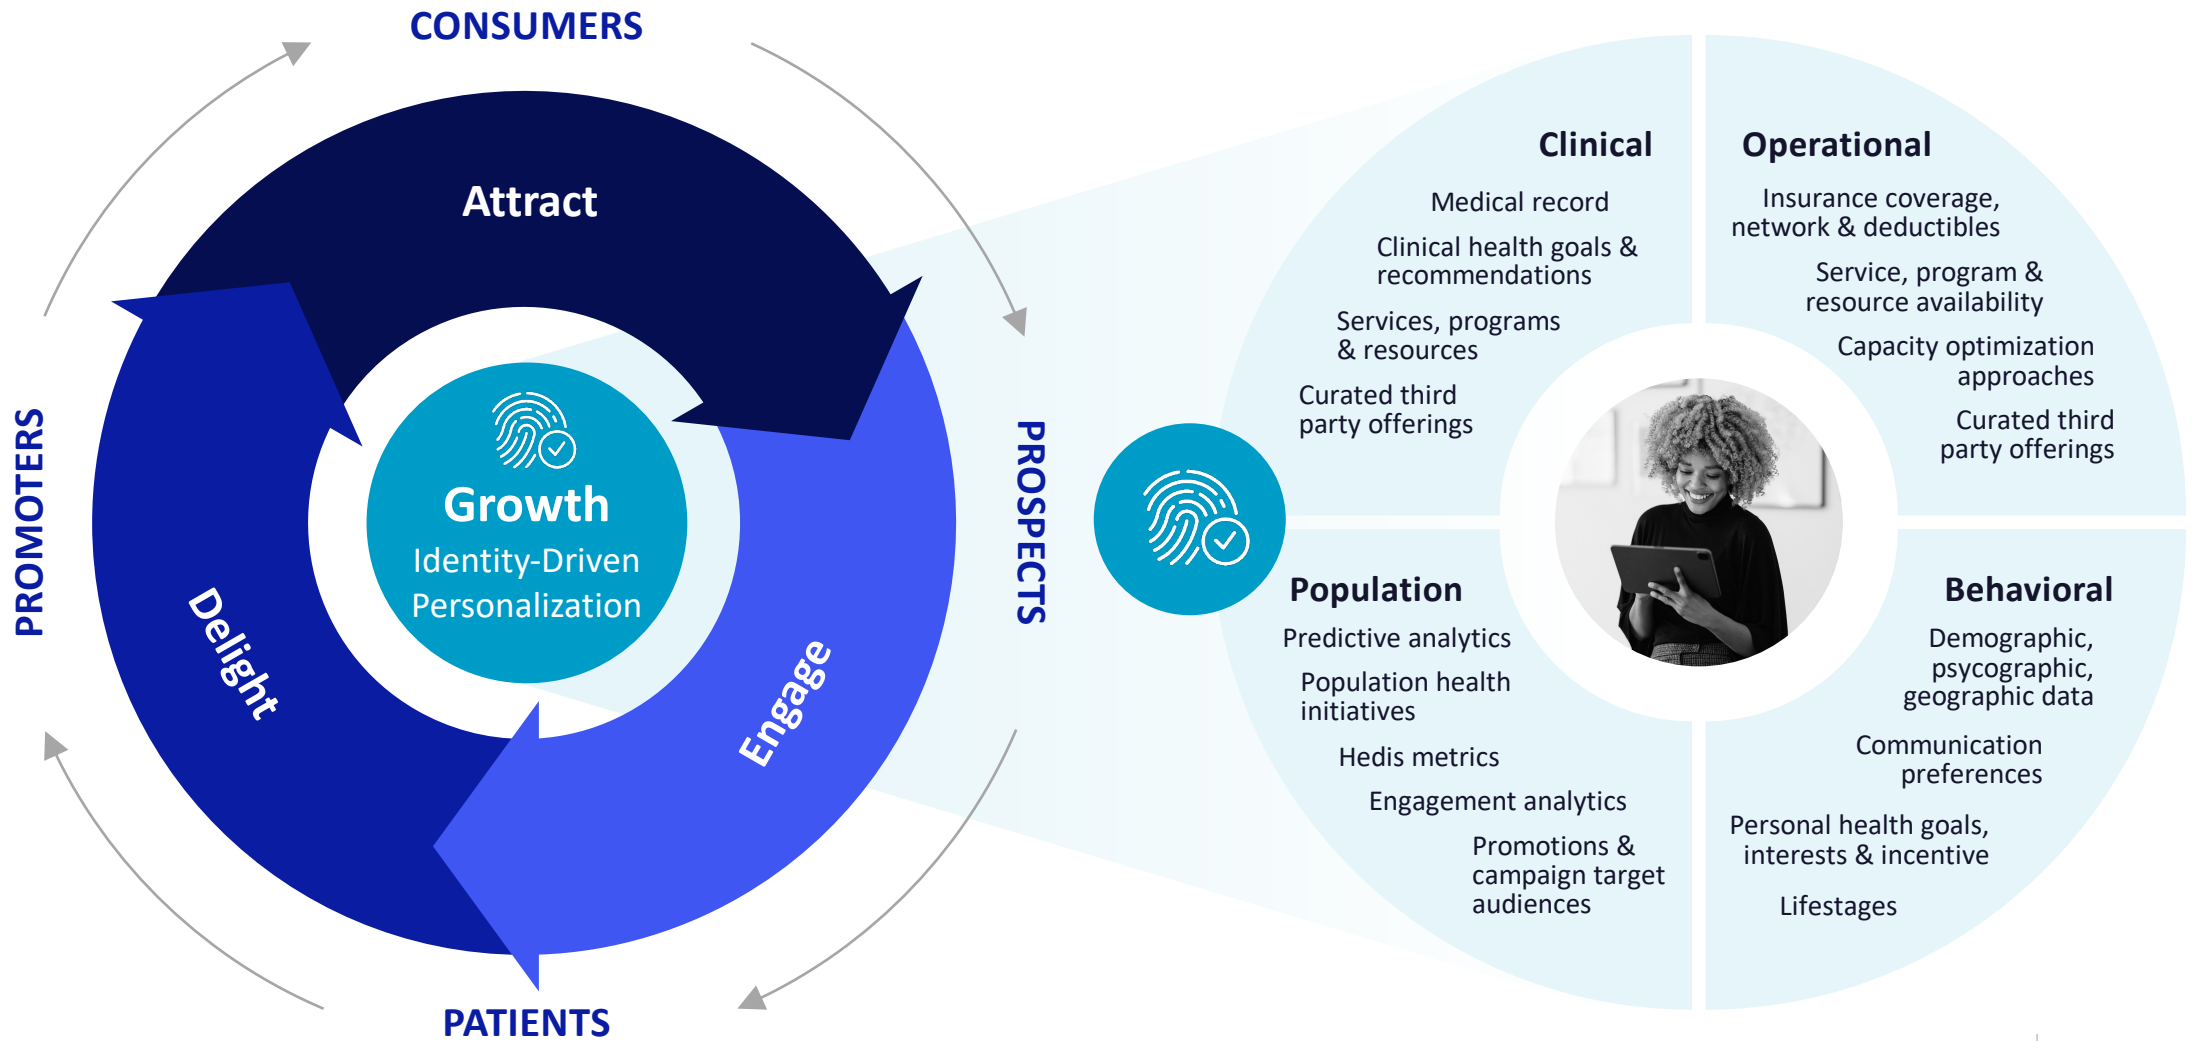 CONSUMERS
Attract
PROMOTERS
PROSPECTS
Growth
Identity-Driven
Personalization
Delight
Engage
PATIENTS
Clinical
Medical record
Clinical health goals &
recommendations
Services, programs
& resources
Curated third
party offerings
Operational
Insurance coverage,
network & deductibles
Service, program &
resource availability
Capacity optimization
approaches
Curated third
party offerings
Population
Predictive analytics
Population health
initiatives
Hedis metrics
Engagement analytics
Promotions &
campaign target
audiences
Behavioral
Demographic,
psycographic,
geographic data
Communication
preferences
Personal health goals,
interests & incentive
Lifestages